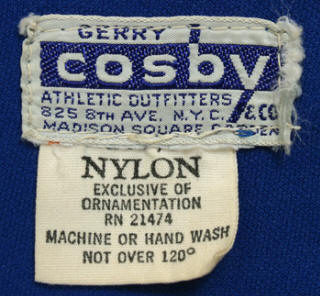 GERRY
cosby
ATHLETIC OUTFITTERS
825 8TH AVE. N.Y.C. & CO
MADISON SQUARE GARDEN
NYLON
EXCLUSIVE OF
ORNAMENTATION
RN 21474
MACHINE OR HAND WASH
NOT OVER 120°